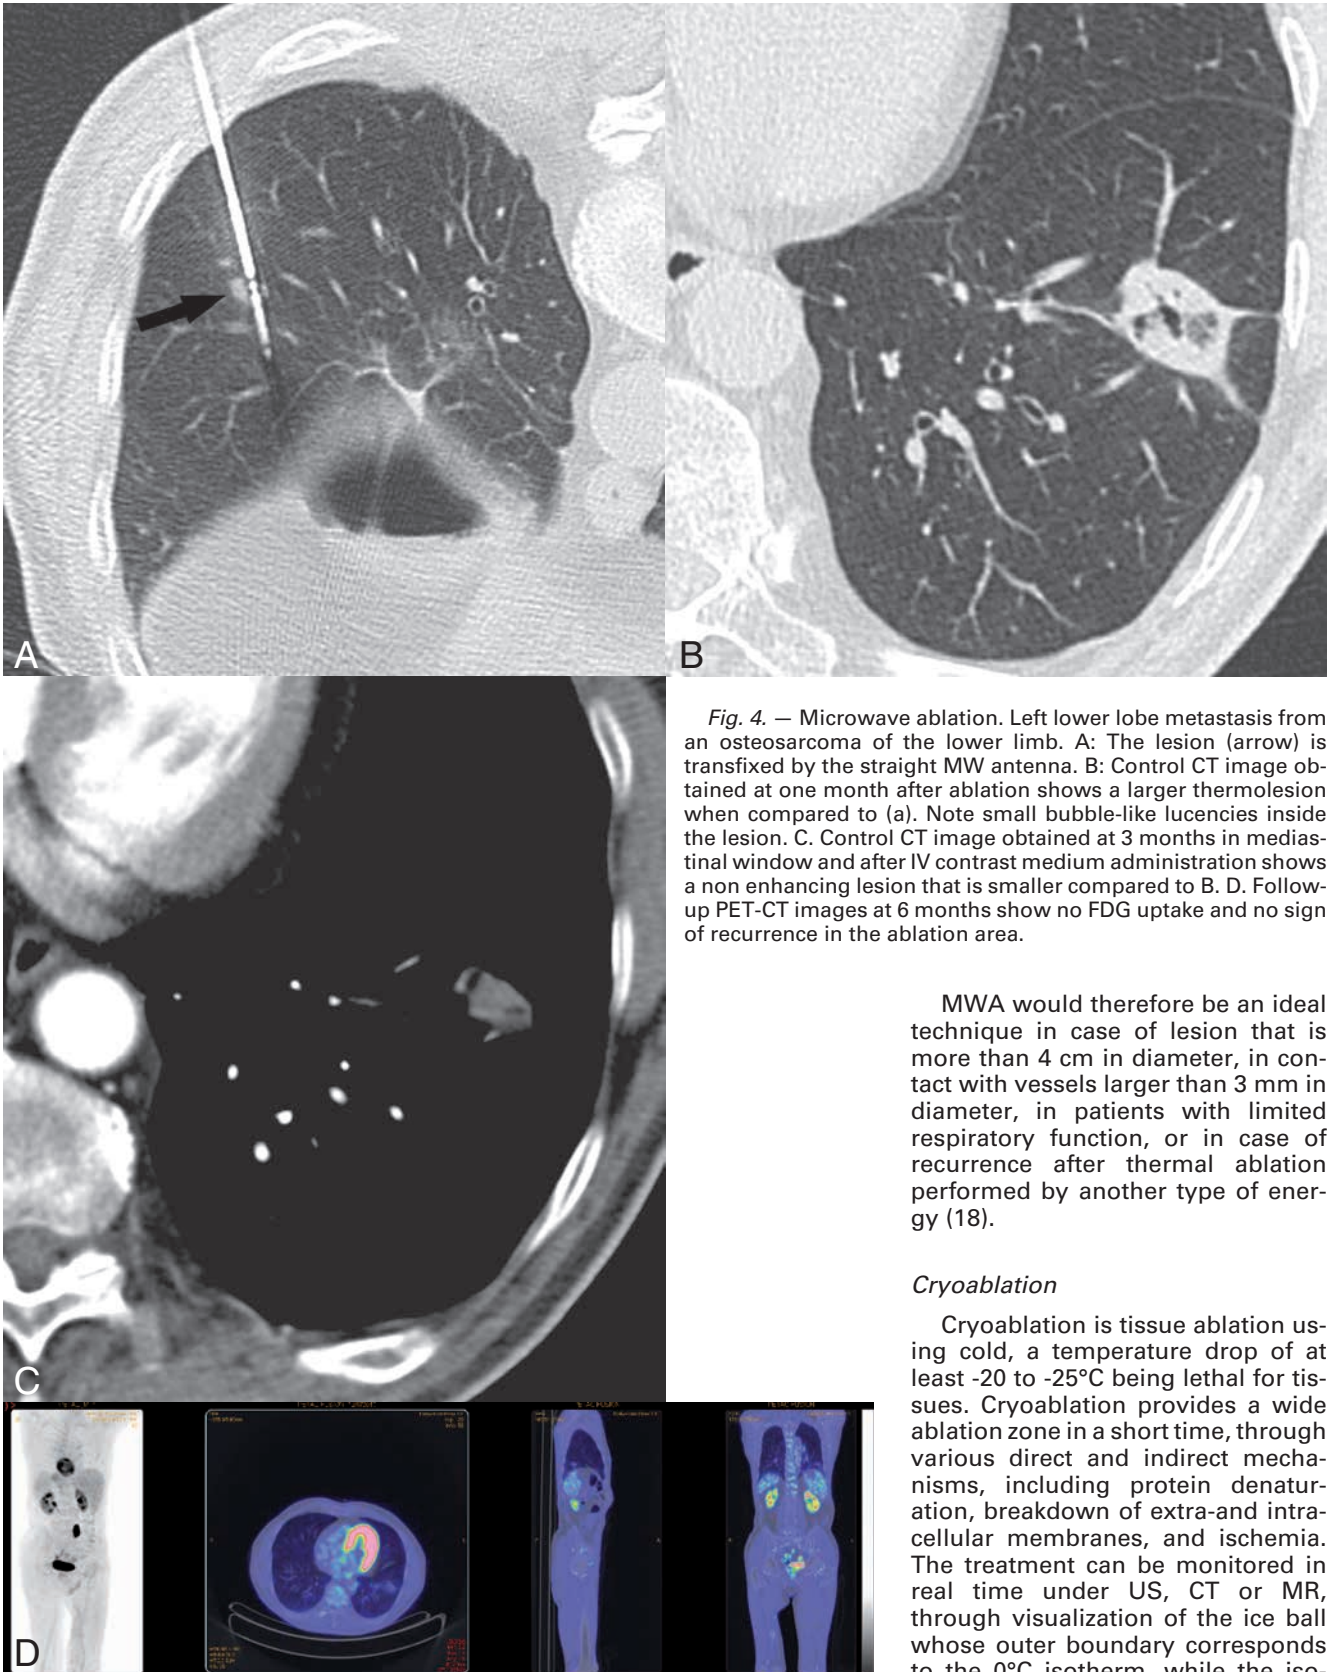 A
B
Fig. 4. — Microwave ablation. Left lower lobe metastasis from
an osteosarcoma of the lower limb. A: The lesion (arrow) is
transfixed by the straight MW antenna. B: Control CT image ob-
tained at one month after ablation shows a larger thermolesion
when compared to (a). Note small bubble-like lucencies inside
the lesion. C. Control CT image obtained at 3 months in medias-
tinal window and after IV contrast medium administration shows
a non enhancing lesion that is smaller compared to B. D. Follow-
up PET-CT images at 6 months show no FDG uptake and no sign
of recurrence in the ablation area.
C
D
MWA would therefore be an ideal
technique in case of lesion that is
more than 4 cm in diameter, in con-
tact with vessels larger than 3 mm in
diameter, in patients with limited
respiratory function, or in case of
recurrence after thermal ablation
performed by another type of ener-
gy (18).
Cryoablation
Cryoablation is tissue ablation us-
ing cold, a temperature drop of at
least -20 to -25°C being lethal for tis-
sues. Cryoablation provides a wide
ablation zone in a short time, through
various direct and indirect mecha-
nisms, including protein denatur-
ation, breakdown of extra-and intra-
cellular membranes, and ischemia.
The treatment can be monitored in
real time under US, CT or MR,
through visualization of the ice ball
whose outer boundary corresponds
to the 0°C isotherm, while the iso-